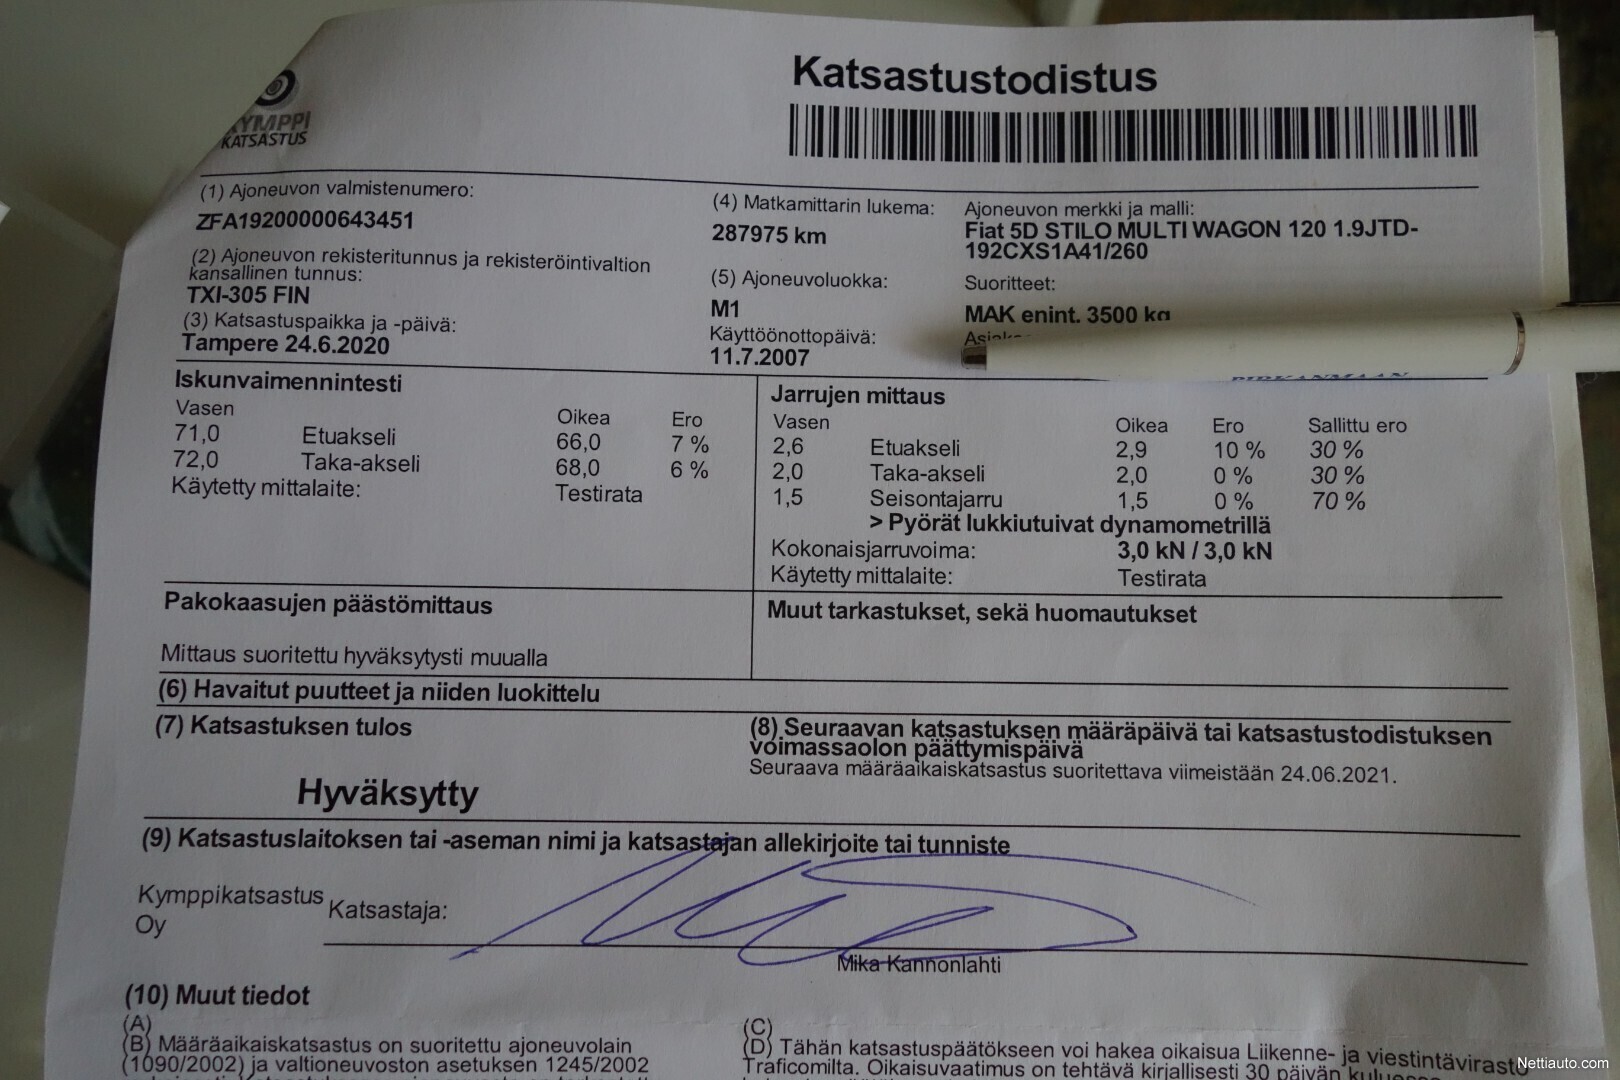 Katsastustodistus
KYMPPI
KATSASTUS
(1) Ajoneuvon valmistenumero:
ZFA19200000643451
(2) Ajoneuvon rekisteritunnus ja rekisteröintivaltion
kansallinen tunnus:
TXI-305 FIN
(3) Katsastuspaikka ja -päivä:
Tampere 24.6.2020
(4) Matkamittarin lukema:
287975 km
(5) Ajoneuvoluokka:
M1
Käyttöönottopäivä:
11.7.2007
Ajoneuvon merkki ja malli:
Fiat 5D STILO MULTI WAGON 120 1.9JTD-
192CXS1A41/260
Suoritteet:
MAK enint. 3500 kg
Iskunvaimennintesti
Vasen Oikea Ero
71,0 Etuakseli 66,0 7 %
72,0 Taka-akseli 68,0 6 %
Käytetty mittalaite: Testirata
Jarrujen mittaus
Vasen Oikea Ero Sallittu ero
2,6 Etuakseli 2,9 10 % 30 %
2,0 Taka-akseli 2,0 0 % 30 %
1,5 Seisontajarru 1,5 0 % 70 %
> Pyörät lukkiutuivat dynamometrillä
Kokonaisjarruvoima: 3,0 kN / 3,0 kN
Käytetty mittalaite: Testirata
Pakokaasujen päästömittaus
Mittaus suoritettu hyväksytysti muualla
Muut tarkastukset, sekä huomautukset
(6) Havaitut puutteet ja niiden luokittelu
(7) Katsastuksen tulos
Hyväksytty
(8) Seuraavan katsastuksen määräpäivä tai katsastustodistuksen
voimassaolon päättymispäivä
Seuraava määräaikaiskatsastus suoritettava viimeistään 24.06.2021.
(9) Katsastuslaitoksen tai -aseman nimi ja katsastajan allekirjoite tai tunniste
Kymppikatsastus
Oy
Katsastaja:
Mika Kannonlahti
(10) Muut tiedot
(A)
(B) Määräaikaiskatsastus on suoritettu ajoneuvolain
(1090/2002) ja valtioneuvoston asetuksen 1245/2002
(C)
(D) Tähän katsastuspäätökseen voi hakea oikaisua Liikenne- ja viestintävirasto
Traficomilta. Oikaisuvaatimus on tehtävä kirjallisesti 30 päivän
Nettiauto.com